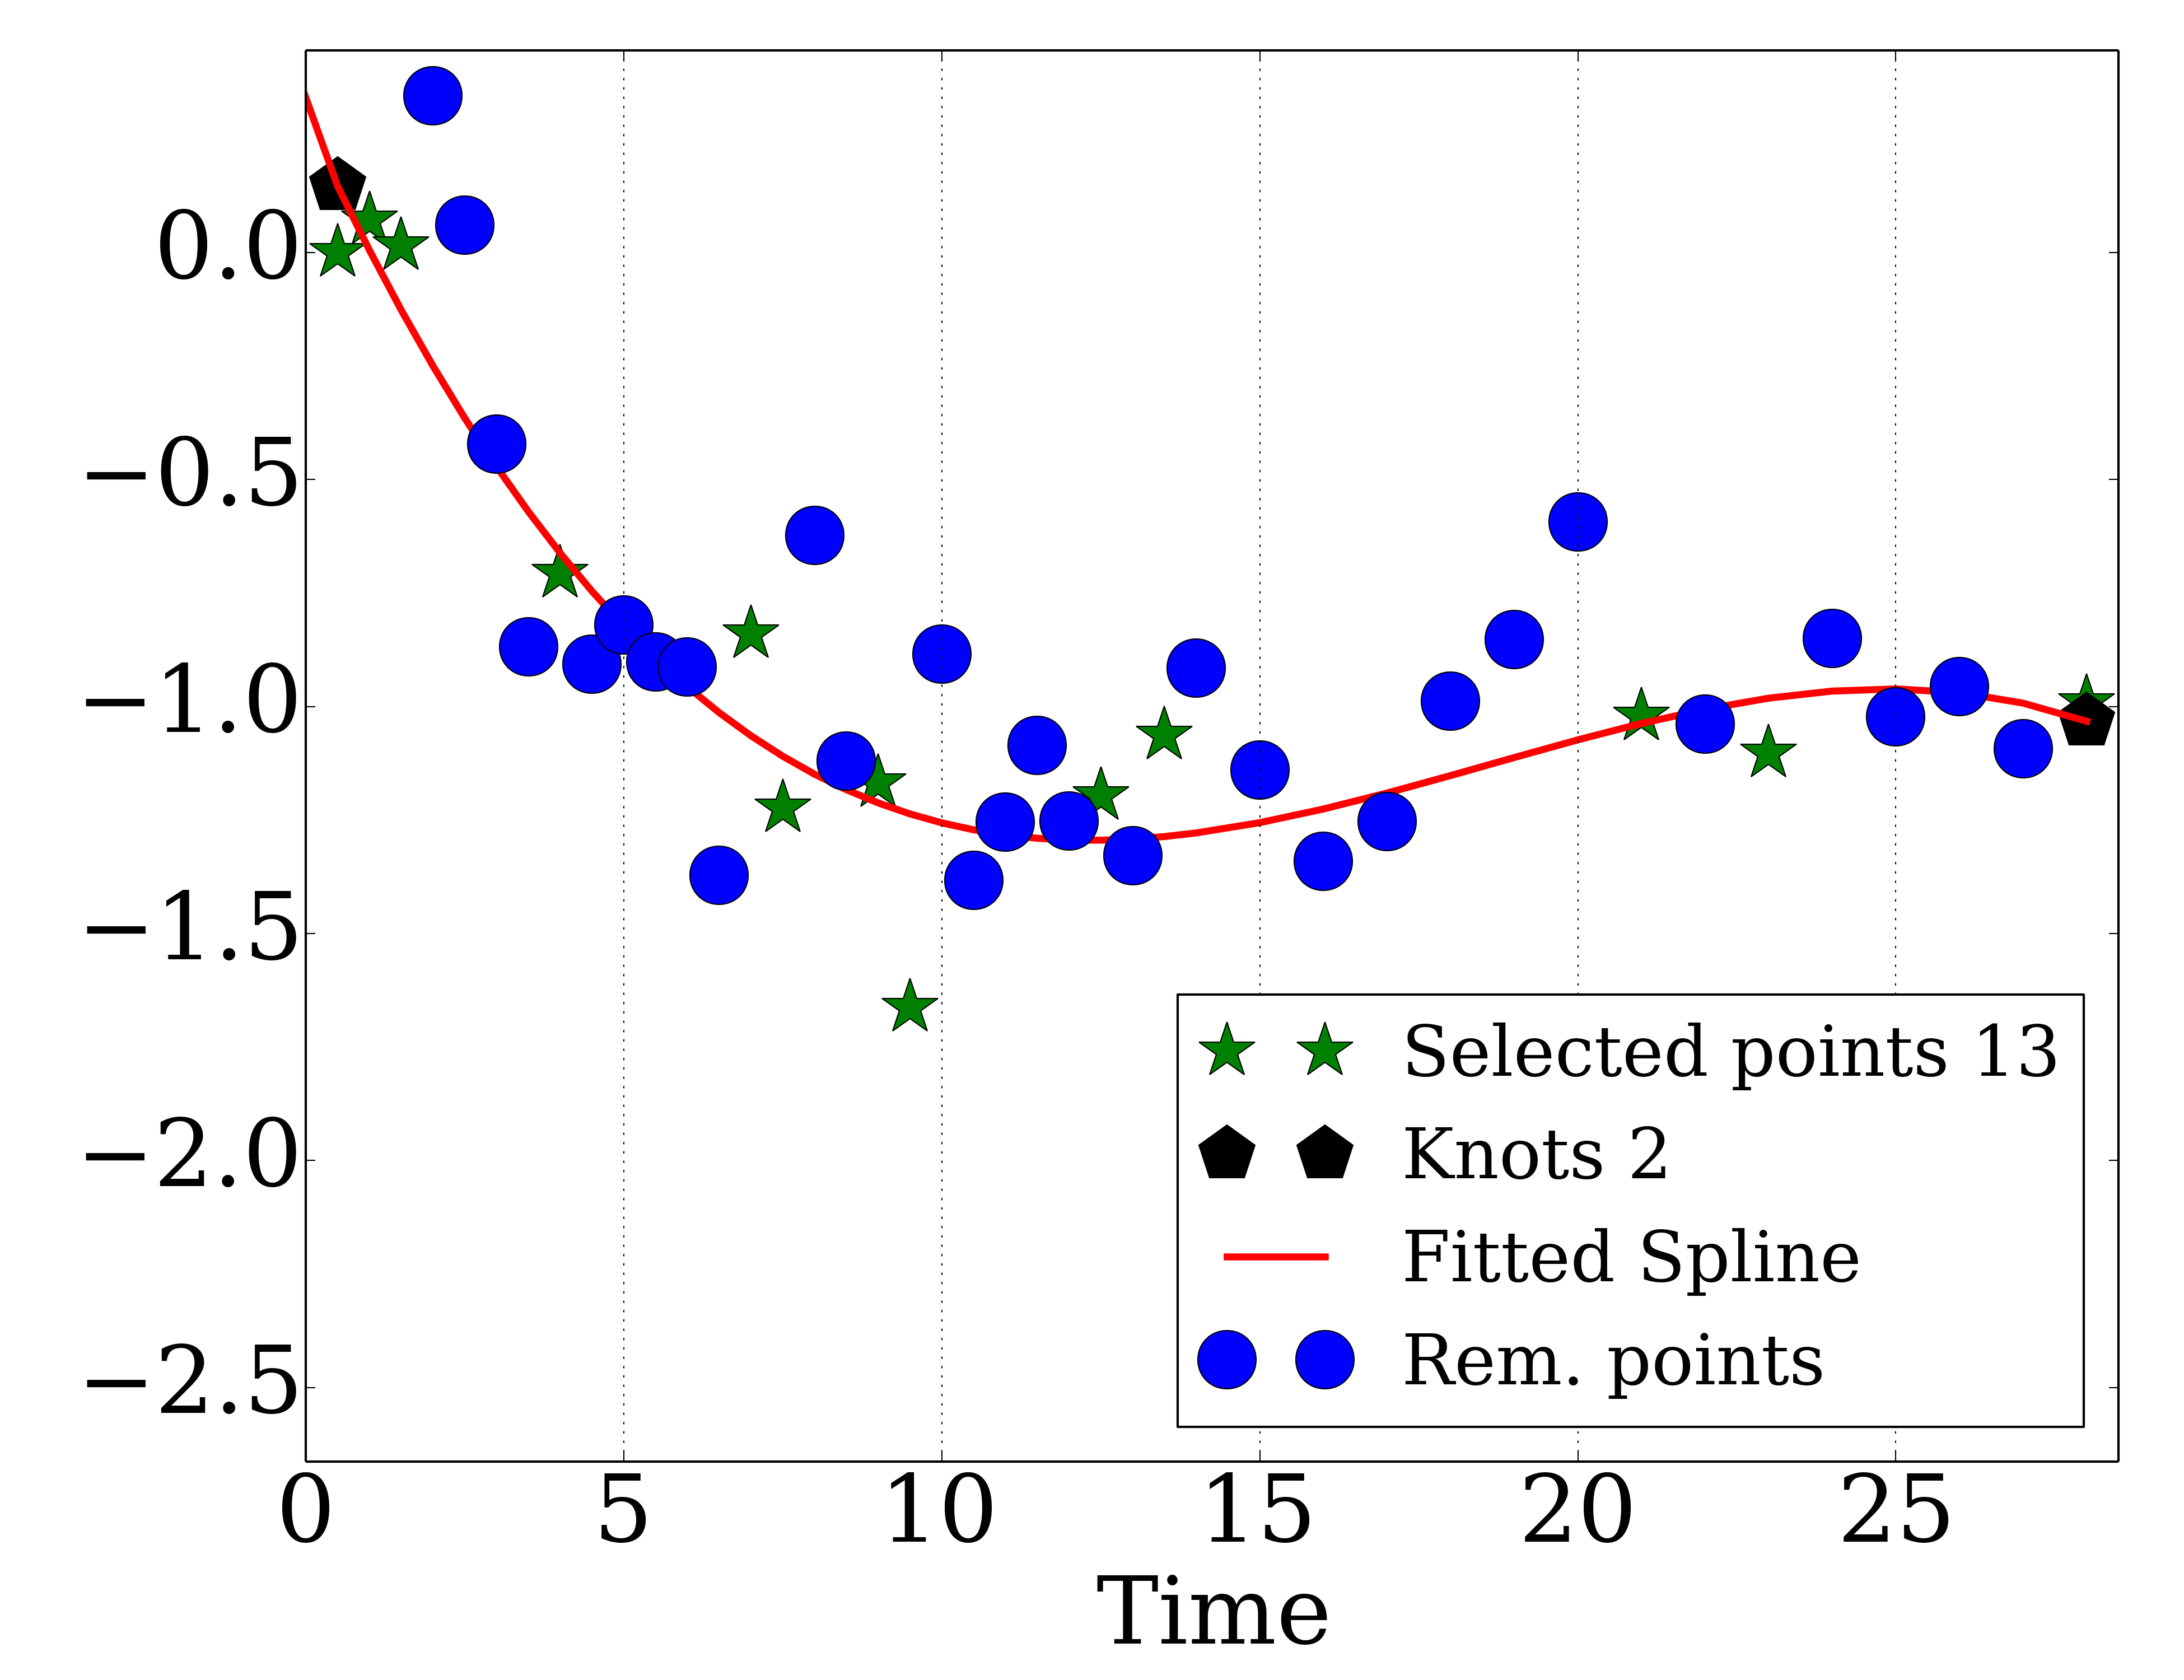 0.0
−0.5
−1.0
−1.5
−2.0
−2.5
Selected points 13
Knots 2
Fitted Spline
Rem. points
0 5 10 15 20 25
Time